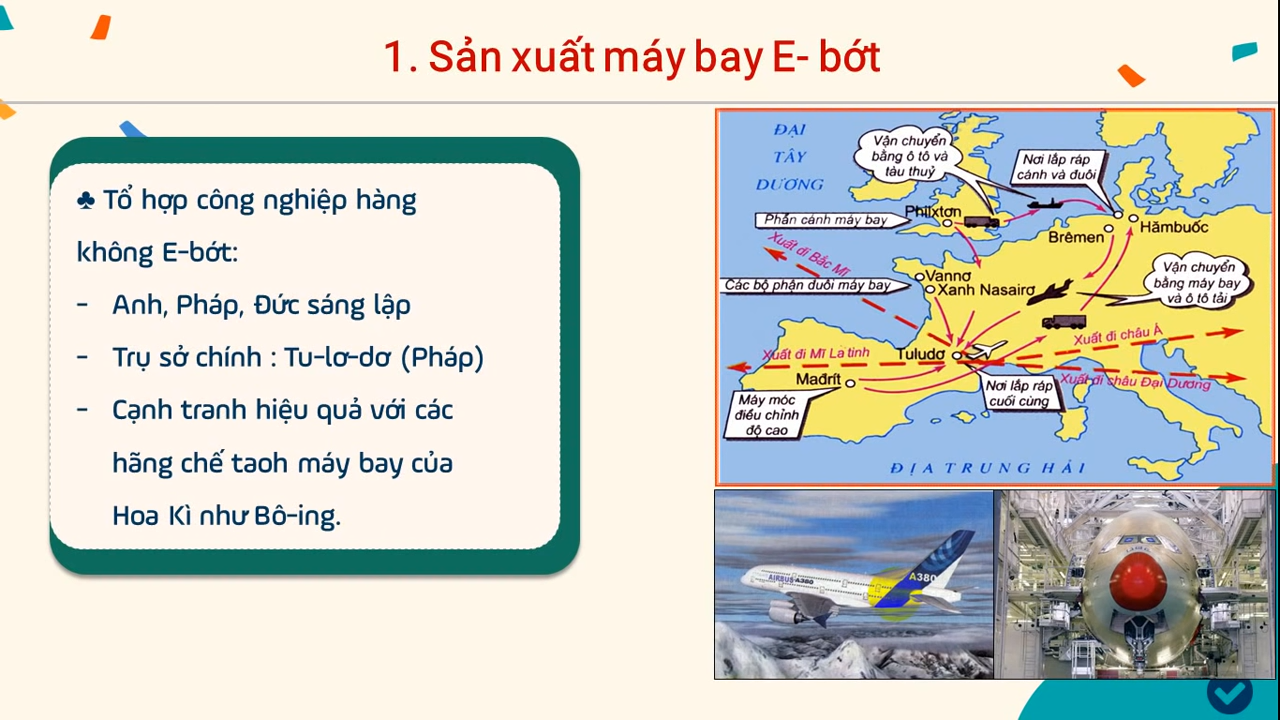 1. Sản xuất máy bay E- bớt
♣ Tổ hợp công nghiệp hàng
không E-bớt:
- Anh, Pháp, Đức sáng lập
- Trụ sở chính : Tu-lơ-dơ (Pháp)
- Cạnh tranh hiệu quả với các
hãng chế taoh máy bay của
Hoa Kì như Bô-ing.
ĐẠI
TÂY
DƯƠNG
Vận chuyển
bằng ô tô và
tàu thuỷ
Nơi lắp ráp
cánh và đuôi
Philxtơn
Phần cánh máy bay
Brêmen
Hămbuốc
Xuất đi Bắc Mĩ
Vannơ
Các bộ phận đuôi máy bay
Xanh Nasairơ
Vận chuyển
bằng máy bay
và ô tô tải
Xuất đi châu Á
Xuất đi Mĩ La tinh
Tuludơ
Xuất đi châu Đại Dương
Mađrít
Nơi lắp ráp
cuối cùng
Máy móc
điều chỉnh
độ cao
ĐỊA TRUNG HẢI
AIRBUS A380
A380